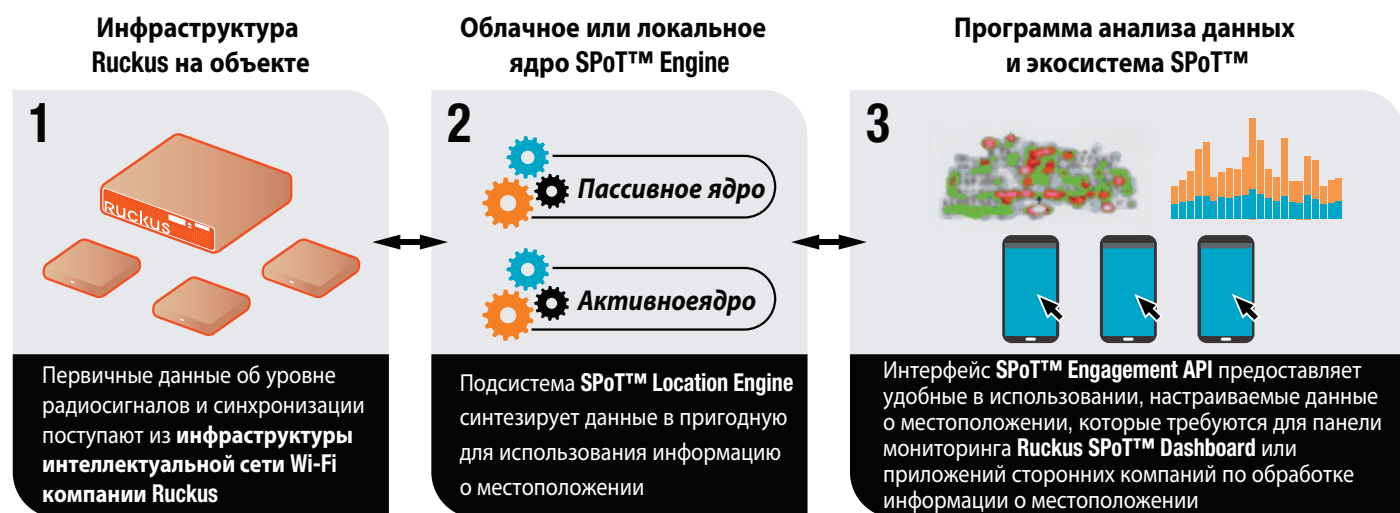 Инфраструктура
Ruckus на объекте
1
Ruckus
Первичные данные об уровне
радиосигналов и синхронизации
поступают из инфраструктуры
интеллектуальной сети Wi-Fi
компании Ruckus
Облачное или локальное
ядро SPoT™ Engine
2
Пассивное ядро
Активноеядро
Подсистема SPoT™ Location Engine
синтезирует данные в пригодную
для использования информацию
о местоположении
Программа анализа данных
и экосистема SPoT™
3
Интерфейс SPoT™ Engagement API предоставляет
удобные в использовании, настраиваемые данные
о местоположении, которые требуются для панели
мониторинга Ruckus SPoT™ Dashboard или
приложений сторонних компаний по обработке
информации о местоположении